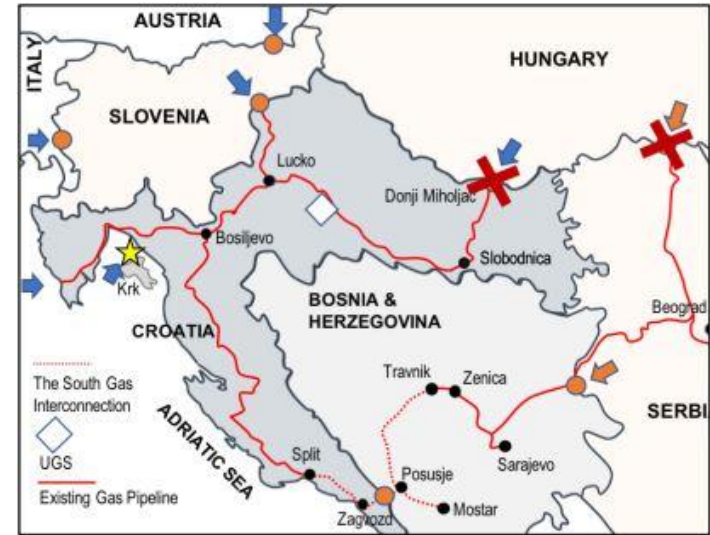 AUSTRIA
ITALY
HUNGARY
SLOVENIA
Lucko
Donji Miholjac
Bosiljevo
Slobodnica
Krk
BOSNIA &
HERZEGOVINA
Beograd
CROATIA
Travnik
Zenica
The South Gas
Interconnection
SERBI
ADRIATIC SEA
UGS
Split
Sarajevo
Posusje
Existing Gas Pipeline
Mostar
Zagvozd